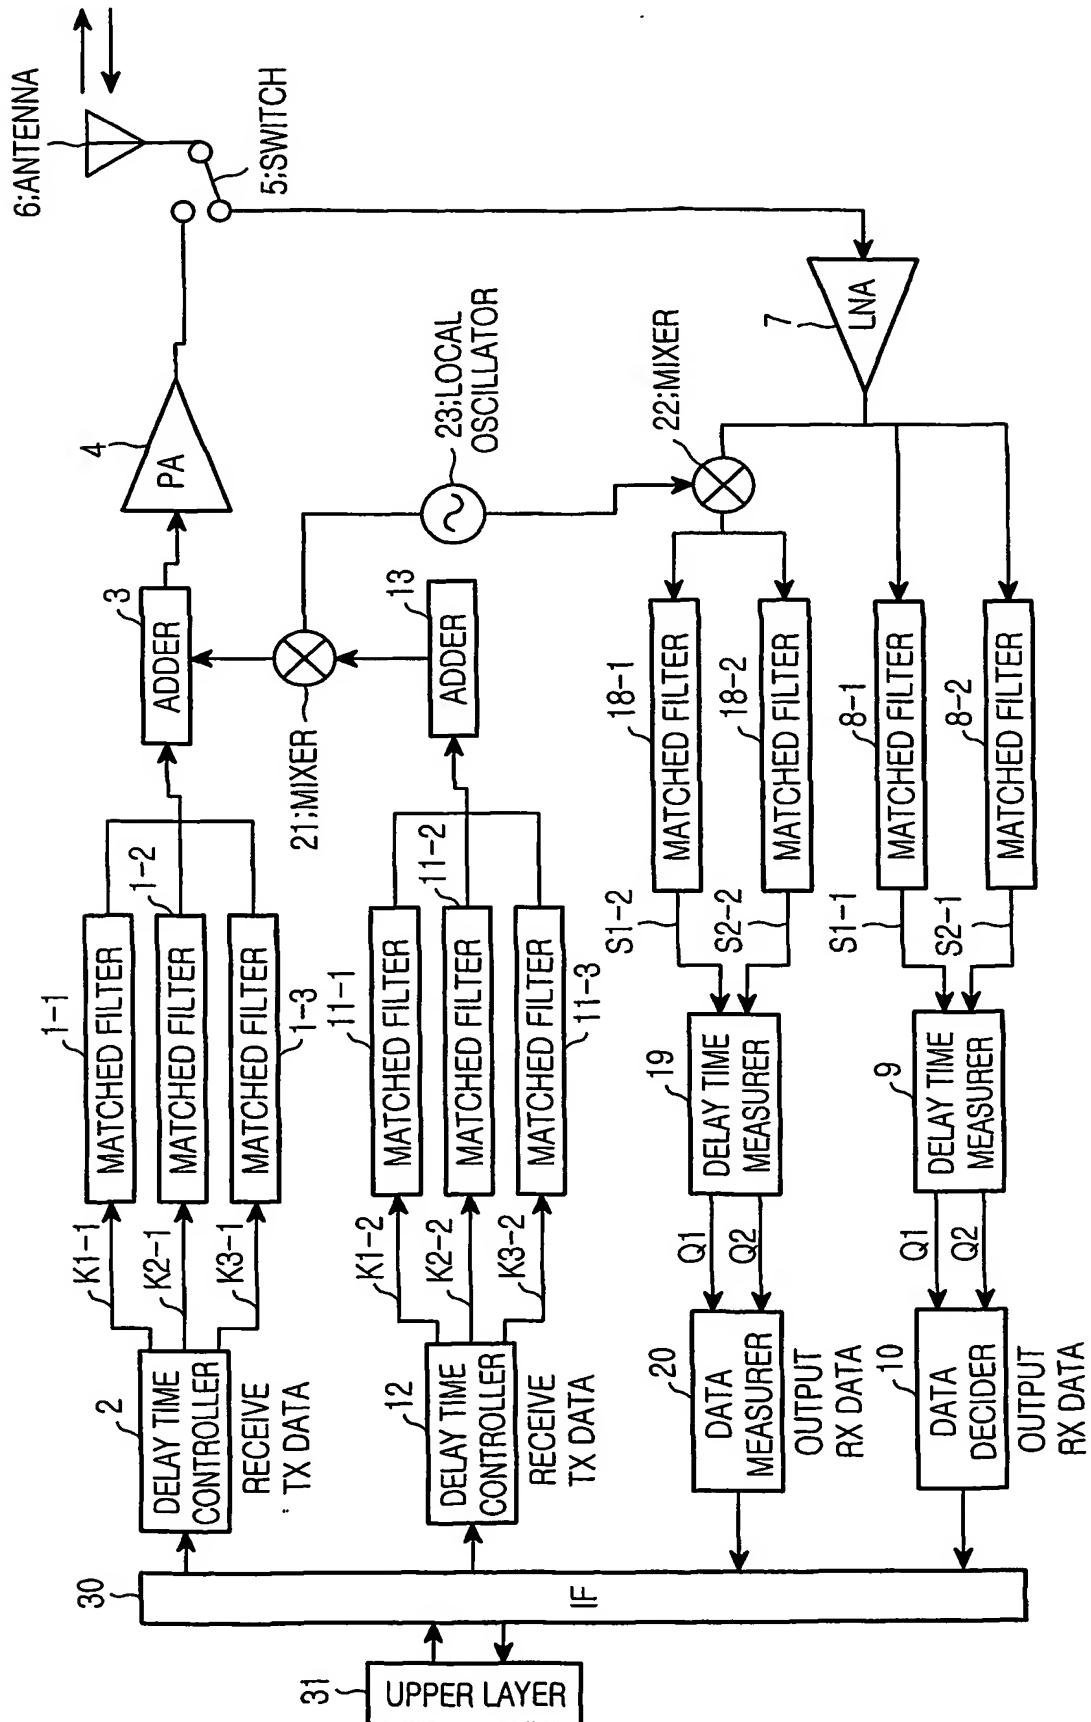 6;ANTENNA
5;SWITCH
4
PA
3
ADDER
23;LOCAL
OSCILLATOR
7
LNA
22;MIXER
21;MIXER
13
ADDER
1-1
MATCHED FILTER
1-2
MATCHED FILTER
1-3
MATCHED FILTER
11-1
MATCHED FILTER
11-2
MATCHED FILTER
11-3
MATCHED FILTER
18-1
MATCHED FILTER
18-2
MATCHED FILTER
8-1
MATCHED FILTER
8-2
MATCHED FILTER
K1-1
K2-1
K3-1
K1-2
K2-2
K3-2
S1-2
S2-2
S1-1
S2-1
2
DELAY TIME
CONTROLLER
RECEIVE
TX DATA
12
DELAY TIME
CONTROLLER
RECEIVE
TX DATA
19
DELAY TIME
MEASURER
9
DELAY TIME
MEASURER
Q1
Q2
Q1
Q2
20
DATA
MEASURER
OUTPUT
RX DATA
10
DATA
DECIDER
OUTPUT
RX DATA
30
IF
31
UPPER LAYER